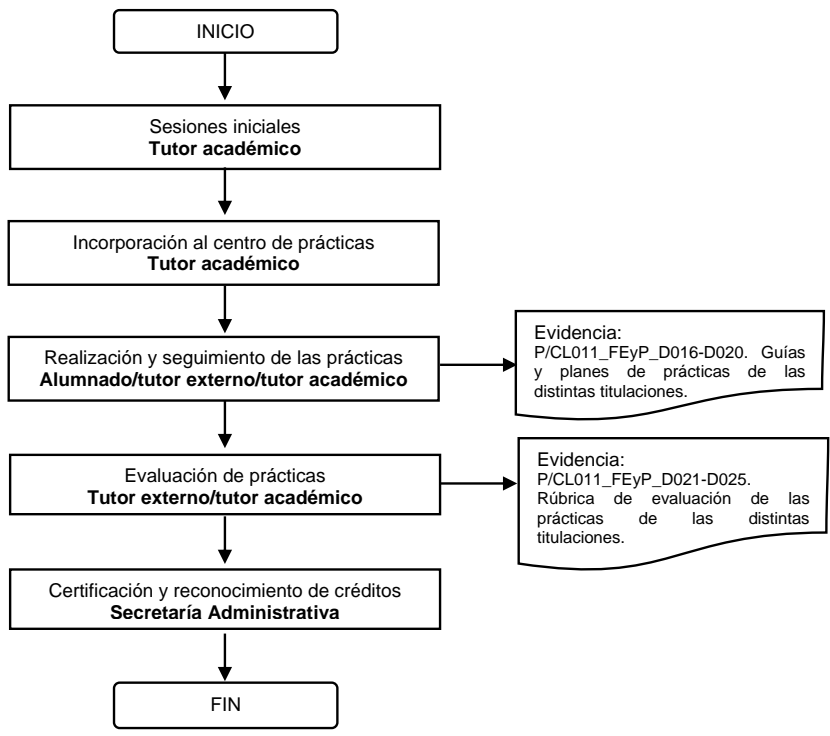 INICIO
Sesiones iniciales
Tutor académico
Incorporación al centro de prácticas
Tutor académico
Realización y seguimiento de las prácticas
Alumnado/tutor externo/tutor académico
Evidencia:
P/CL011_FEyP_D016-D020. Guías
y planes de prácticas de las
distintas titulaciones.
Evaluación de prácticas
Tutor externo/tutor académico
Evidencia:
P/CL011_FEyP_D021-D025.
Rúbrica de evaluación de las
prácticas de las distintas
titulaciones.
Certificación y reconocimiento de créditos
Secretaría Administrativa
FIN